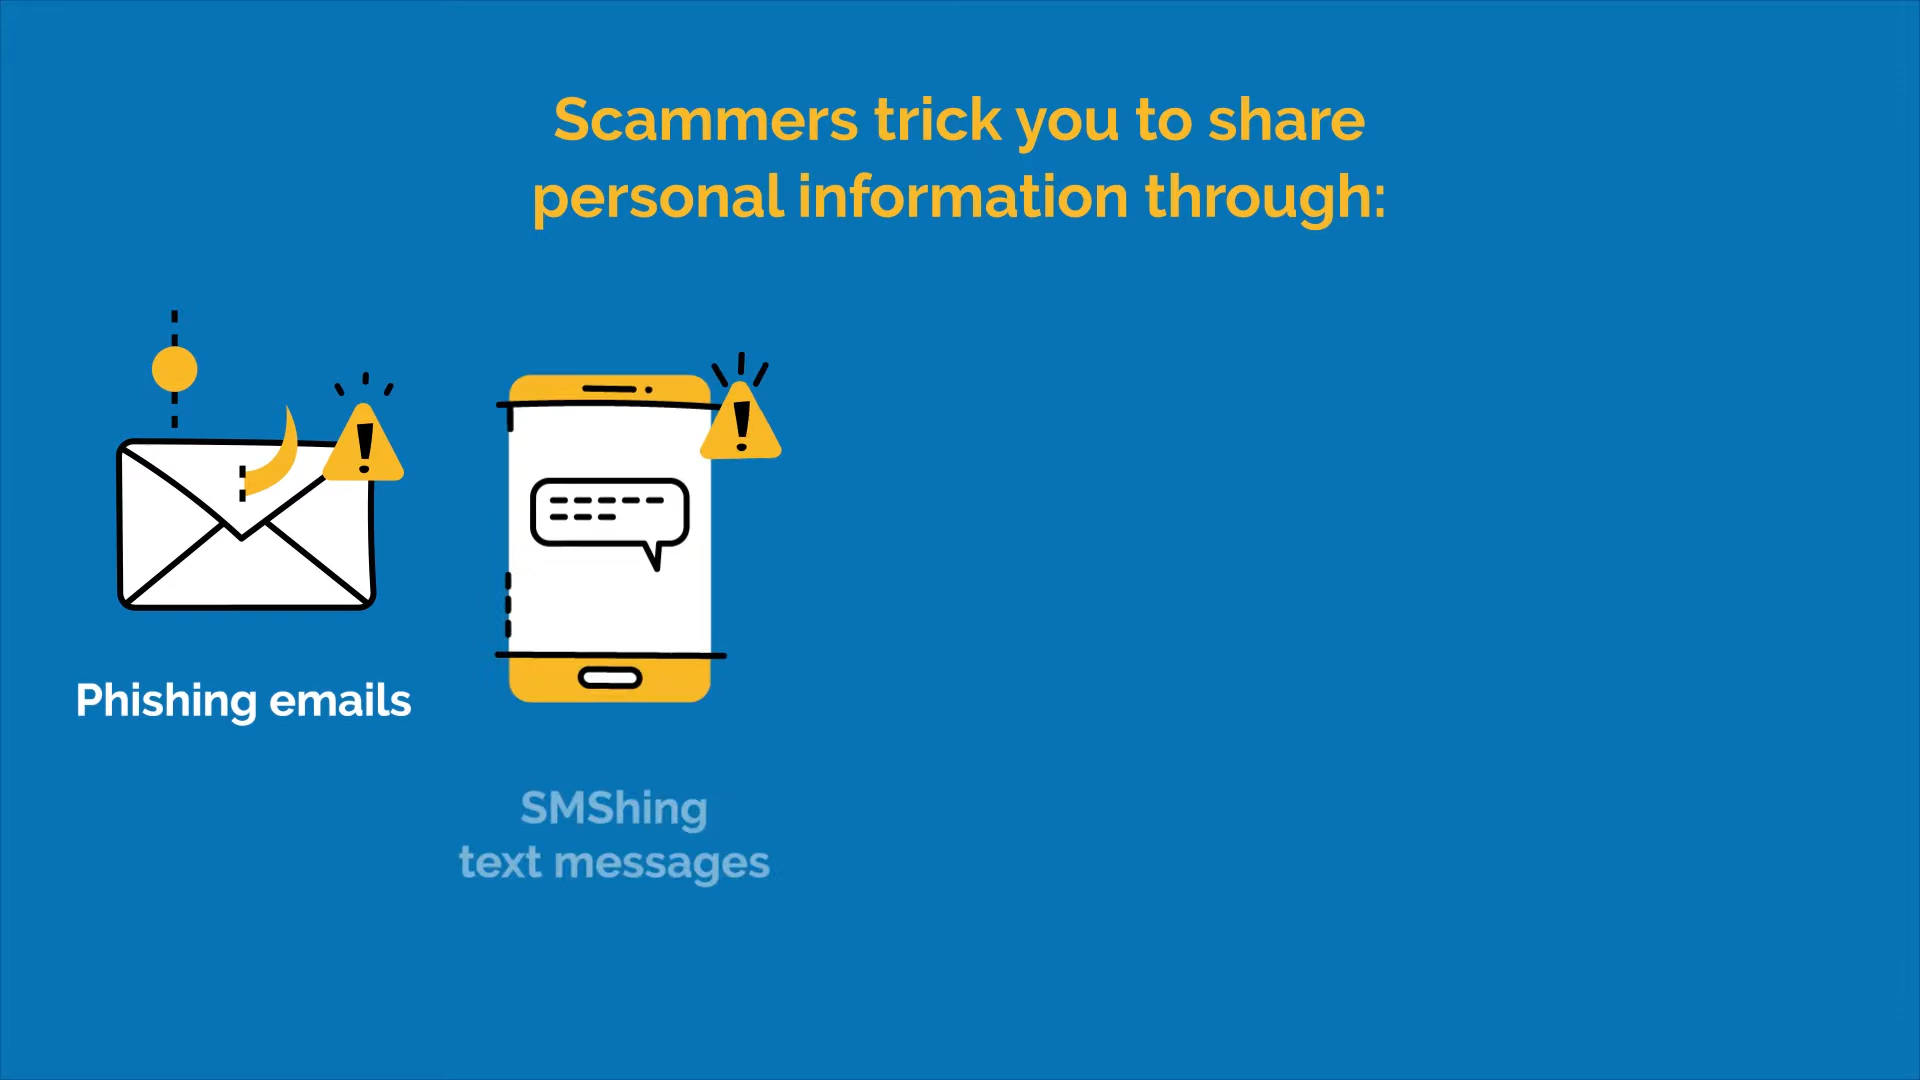 Scammers trick you to share
personal information through:
Phishing emails
SMShing
text messages